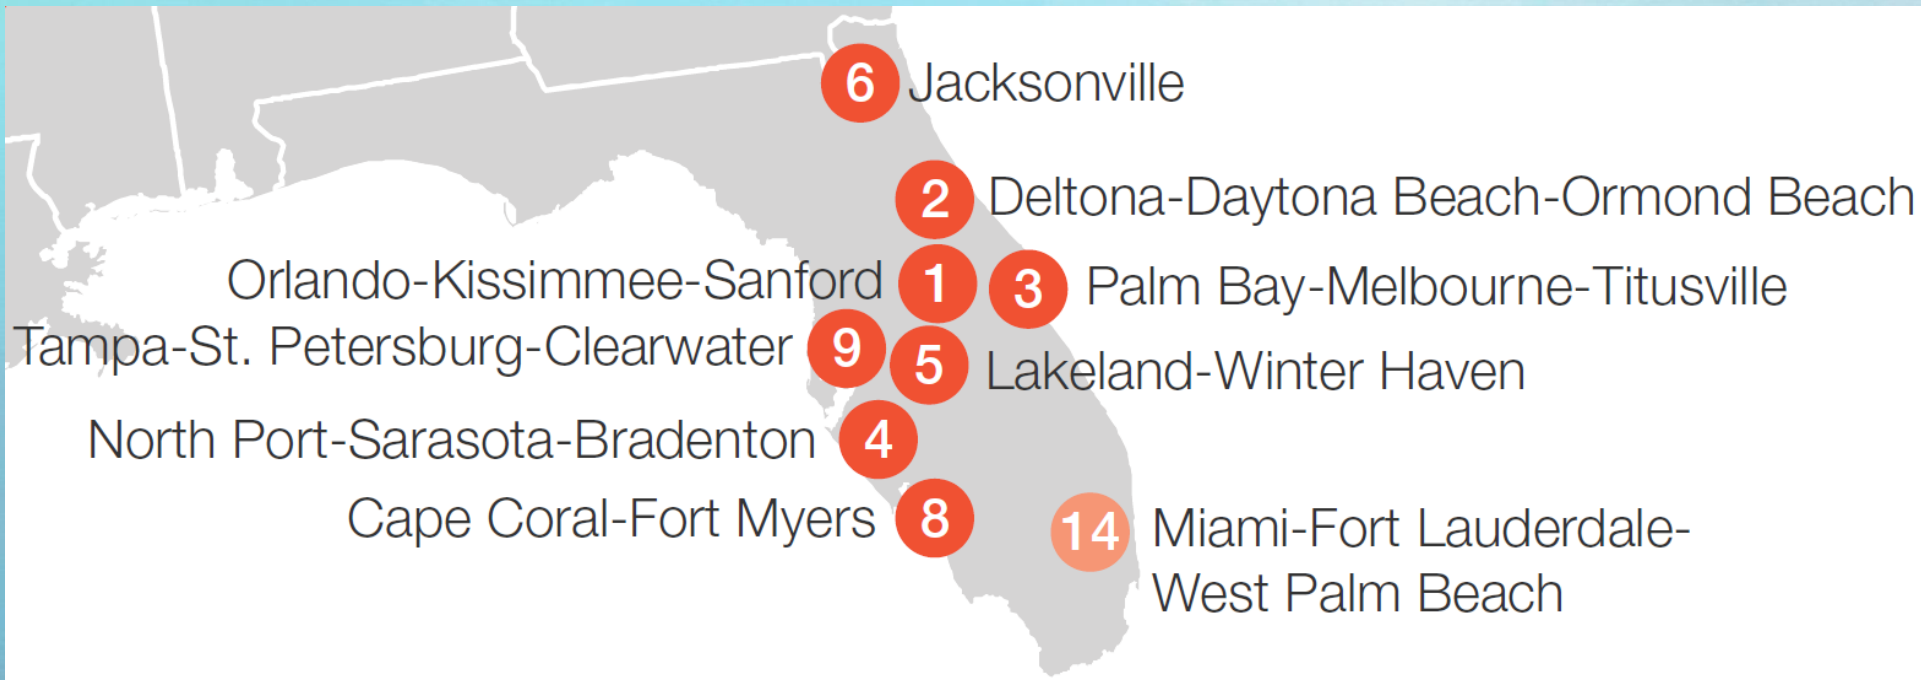 6 Jacksonville
2 Deltona-Daytona Beach-Ormond Beach
Orlando-Kissimmee-Sanford 1
3 Palm Bay-Melbourne-Titusville
Tampa-St. Petersburg-Clearwater 9
5 Lakeland-Winter Haven
North Port-Sarasota-Bradenton 4
Cape Coral-Fort Myers 8
14 Miami-Fort Lauderdale-
West Palm Beach